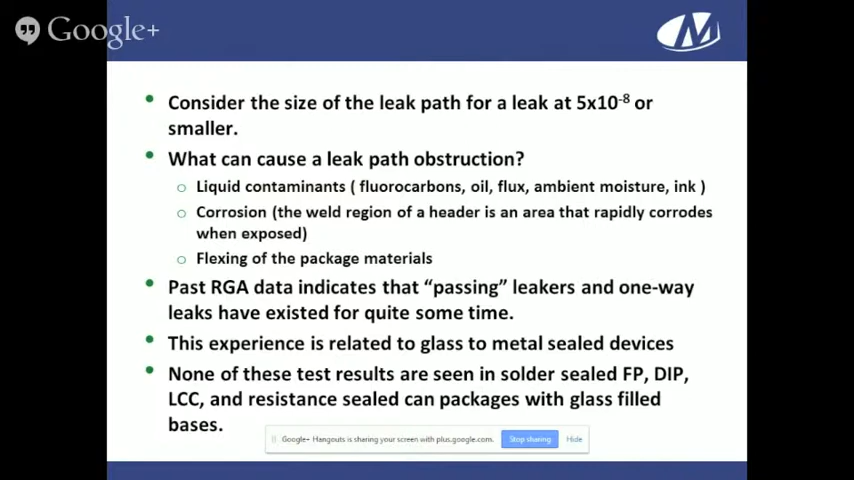 Google+
• Consider the size of the leak path for a leak at 5x10⁻⁸ or
smaller.
• What can cause a leak path obstruction?
○ Liquid contaminants ( fluorocarbons, oil, flux, ambient moisture, ink )
○ Corrosion (the weld region of a header is an area that rapidly corrodes
when exposed)
○ Flexing of the package materials
• Past RGA data indicates that “passing” leakers and one-way
leaks have existed for quite some time.
• This experience is related to glass to metal sealed devices
• None of these test results are seen in solder sealed FP, DIP,
LCC, and resistance sealed can packages with glass filled
bases.
Google+ Hangouts is sharing your screen with plus.google.com. Stop sharing Hide